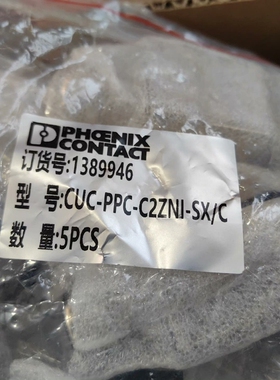 PHOENIX
CONTACT
订货号:1389946
型 号:CUC-PPC-C2ZNI-SX/C
数 量:5PCS